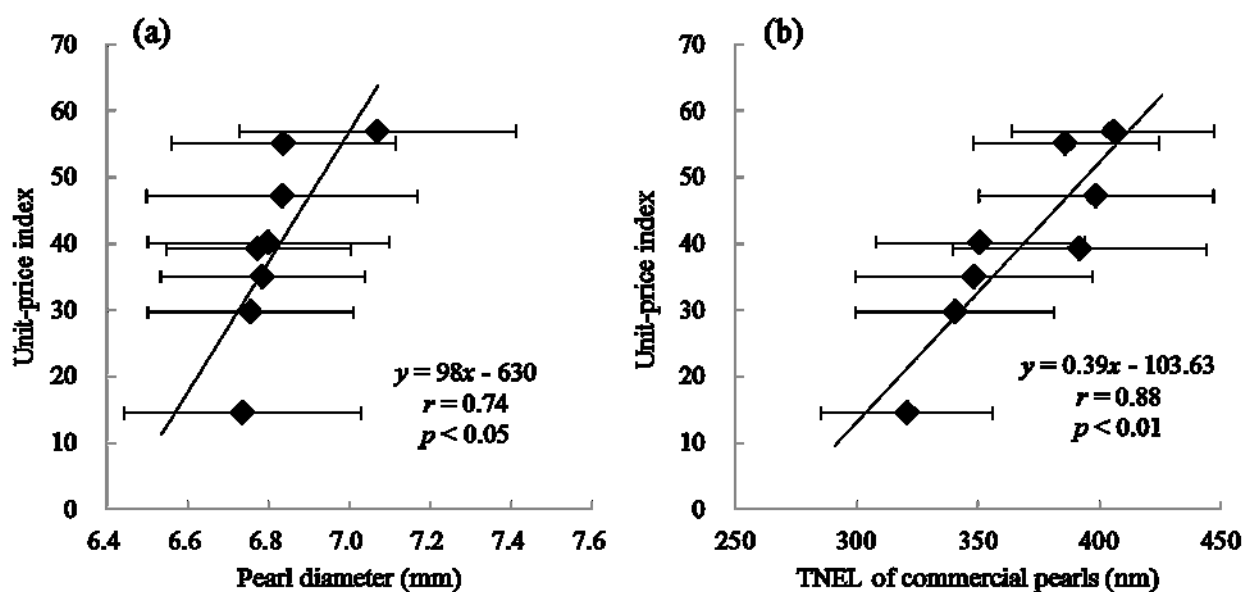 (a)
70
60
50
40
30
20
10
0
Unit-price index
y = 98x - 630
r = 0.74
p < 0.05
6.4 6.6 6.8 7.0 7.2 7.4 7.6
Pearl diameter (mm)
(b)
70
60
50
40
30
20
10
0
Unit-price index
y = 0.39x - 103.63
r = 0.88
p < 0.01
250 300 350 400 450
TNEL of commercial pearls (nm)